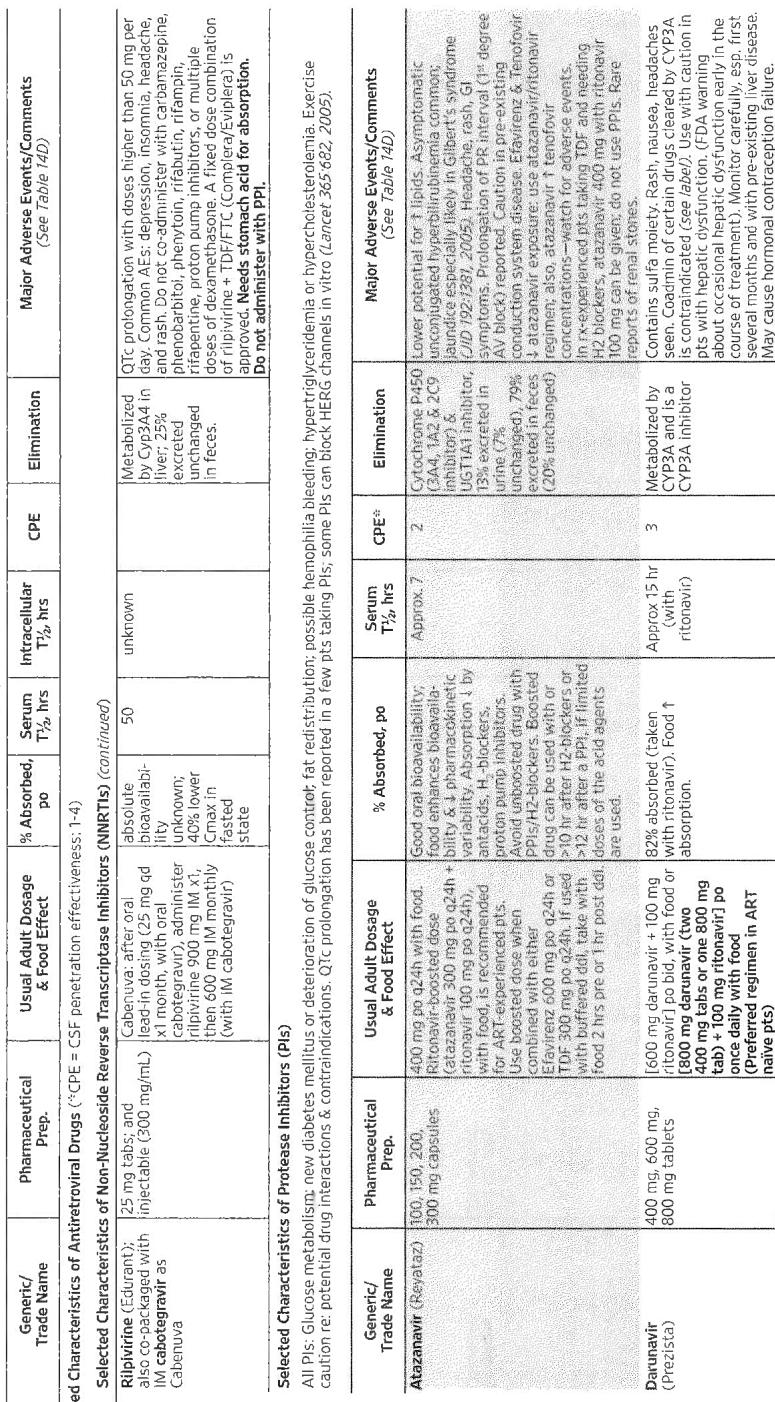 Generic/
Trade Name
Pharmaceutical
Prep.
Usual Adult Dosage
& Food Effect
% Absorbed,
po
Serum
T½, hrs
Intracellular
T½, hrs
CPE
Elimination
Major Adverse Events/Comments
(See Table 14D)
ed Characteristics of Antiretroviral Drugs (*CPE = CSF penetration effectiveness: 1-4)
Selected Characteristics of Non-Nucleoside Reverse Transcriptase Inhibitors (NNRTIs) (continued)
Rilpivirine (Edurant);
also co-packaged with
IM cabotegravir as
Cabenuva
25 mg tabs; and
injectable (300 mg/mL)
Cabenuva: after oral
lead-in dosing (25 mg qd
x1 month, with oral
cabotegravir), administer
rilpivirine 900 mg IM x1,
then 600 mg IM monthly
(with IM cabotegravir)
absolute
bioavailabi-
lity
unknown;
40% lower
Cmax in
fasted
state
50
unknown
Metabolized
by Cyp3A4 in
liver; 25%
excreted
unchanged
in feces.
QTc prolongation with doses higher than 50 mg per
day. Common AEs: depression, insomnia, headache,
and rash. Do not co-administer with carbamazepine,
phenobarbitol, phenytoin, rifabutin, rifampin,
rifapentine, proton pump inhibitors, or multiple
doses of dexamethasone. A fixed dose combination
of rilpivirine + TDF/FTC (Complera/Eviplera) is
approved. Needs stomach acid for absorption.
Do not administer with PPI.
Selected Characteristics of Protease Inhibitors (PIs)
All PIs: Glucose metabolism: new diabetes mellitus or deterioration of glucose control; fat redistribution; possible hemophilia bleeding; hypertriglyceridemia or hypercholesterolemia. Exercise
caution re: potential drug interactions & contraindications. QTc prolongation has been reported in a few pts taking PIs; some PIs can block HERG channels in vitro (Lancet 365:682, 2005).
Generic/
Trade Name
Pharmaceutical
Prep.
Usual Adult Dosage
& Food Effect
% Absorbed, po
Serum
T½, hrs
CPE*
Elimination
Major Adverse Events/Comments
(See Table 14D)
Atazanavir (Reyataz)
100, 150, 200,
300 mg capsules
400 mg po q24h with food.
Ritonavir-boosted dose
(atazanavir 300 mg po q24h +
ritonavir 100 mg po q24h),
with food, is recommended
for ART-experienced pts.
Use boosted dose when
combined with either
Efavirenz 600 mg po q24h or
TDF 300 mg po q24h. If used
with buffered ddI, take with
food 2 hrs pre or 1 hr post ddI.
Good oral bioavailability;
food enhances bioavaila-
bility & ↓ pharmacokinetic
variability. Absorption ↓ by
antacids, H₂-blockers,
proton pump inhibitors.
Avoid unboosted drug with
PPIs/H2-blockers. Boosted
drug can be used with or
>10 hr after H2-blockers or
>12 hr after a PPI, if limited
doses of the acid agents
are used.
Approx. 7
2
Cytochrome P450
(3A4, 1A2 & 2C9
inhibitor) &
UGT1A1 inhibitor,
13% excreted in
urine (7%
unchanged), 79%
excreted in feces
(20% unchanged)
Lower potential for ↑ lipids. Asymptomatic
unconjugated hyperbilirubinemia common;
jaundice especially likely in Gilbert's syndrome
(JID 192:1381, 2005). Headache, rash, GI
symptoms. Prolongation of PR interval (1st degree
AV block) reported. Caution in pre-existing
conduction system disease. Efavirenz & Tenofovir
↓ atazanavir exposure: use atazanavir/ritonavir
regimen; also, atazanavir ↑ tenofovir
concentrations—watch for adverse events.
In rx-experienced pts taking TDF and needing
H2 blockers, atazanavir 400 mg with ritonavir
100 mg can be given; do not use PPIs. Rare
reports of renal stones.
Darunavir
(Prezista)
400 mg, 600 mg,
800 mg tablets
[600 mg darunavir + 100 mg
ritonavir] po bid, with food or
[800 mg darunavir (two
400 mg tabs or one 800 mg
tab) + 100 mg ritonavir] po
once daily with food
(Preferred regimen in ART
naïve pts)
82% absorbed (taken
with ritonavir). Food ↑
absorption.
Approx 15 hr
(with
ritonavir)
3
Metabolized by
CYP3A and is a
CYP3A inhibitor
Contains sulfa moiety. Rash, nausea, headaches
seen. Coadmin of certain drugs cleared by CYP3A
is contraindicated (see label). Use with caution in
pts with hepatic dysfunction. (FDA warning
about occasional hepatic dysfunction early in the
course of treatment). Monitor carefully, esp. first
several months and with pre-existing liver disease.
May cause hormonal contraception failure.